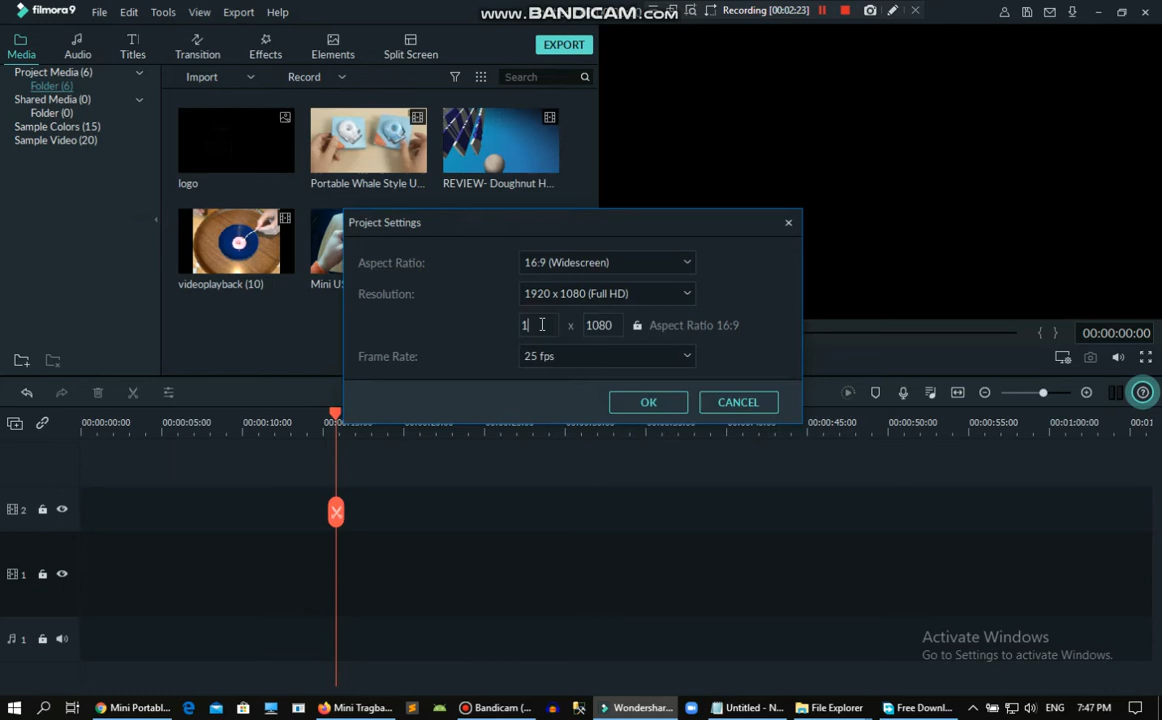 filmora9
File Edit Tools View Export Help
www.BANDICAM.com
Recording [00:02:23]
Media Audio Titles Transition Effects Elements Split Screen
EXPORT
Project Media (6)
Folder (6)
Shared Media (0)
Folder (0)
Sample Colors (15)
Sample Video (20)
Import Record Search
logo
Portable Whale Style U...
REVIEW- Doughnut H...
videoplayback (10)
Mini U
Project Settings
Aspect Ratio: 16:9 (Widescreen)
Resolution: 1920 x 1080 (Full HD)
1 x 1080 Aspect Ratio 16:9
Frame Rate: 25 fps
OK CANCEL
00:00:00:00
00:00:00:00 00:00:05:00 00:00:10:00 00:00:45:00 00:00:50:00 00:00:55:00 00:01:00:00
2
1
1
Activate Windows
Go to Settings to activate Windows.
Mini Portabl... Mini Tragba... Bandicam (... Wondershar... Untitled - N... File Explorer Free Downl... ENG 7:47 PM